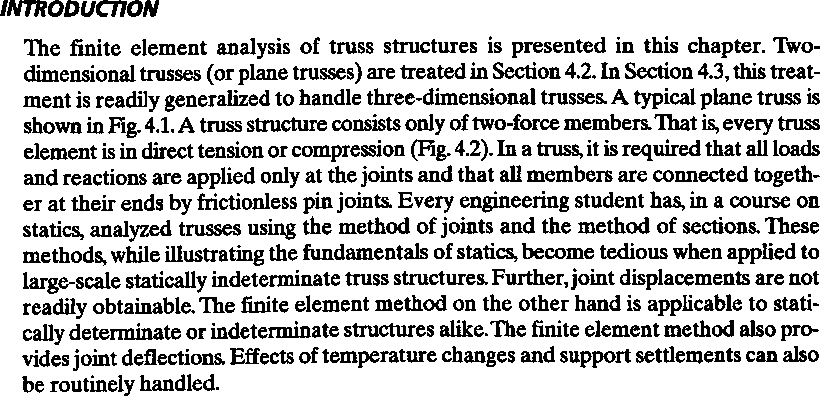 INTRODUCTION
The finite element analysis of truss structures is presented in this chapter. Two-
dimensional trusses (or plane trusses) are treated in Section 4.2. In Section 4.3, this treat-
ment is readily generalized to handle three-dimensional trusses. A typical plane truss is
shown in Fig. 4.1. A truss structure consists only of two-force members. That is, every truss
element is in direct tension or compression (Fig. 4.2). In a truss, it is required that all loads
and reactions are applied only at the joints and that all members are connected togeth-
er at their ends by frictionless pin joints. Every engineering student has, in a course on
statics, analyzed trusses using the method of joints and the method of sections. These
methods, while illustrating the fundamentals of statics, become tedious when applied to
large-scale statically indeterminate truss structures. Further, joint displacements are not
readily obtainable. The finite element method on the other hand is applicable to stati-
cally determinate or indeterminate structures alike. The finite element method also pro-
vides joint deflections. Effects of temperature changes and support settlements can also
be routinely handled.